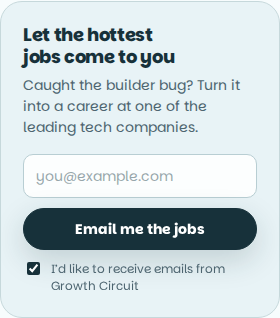 Let the hottest
jobs come to you
Caught the builder bug? Turn it
into a career at one of the
leading tech companies.
you@example.com
Email me the jobs
I'd like to receive emails from
Growth Circuit